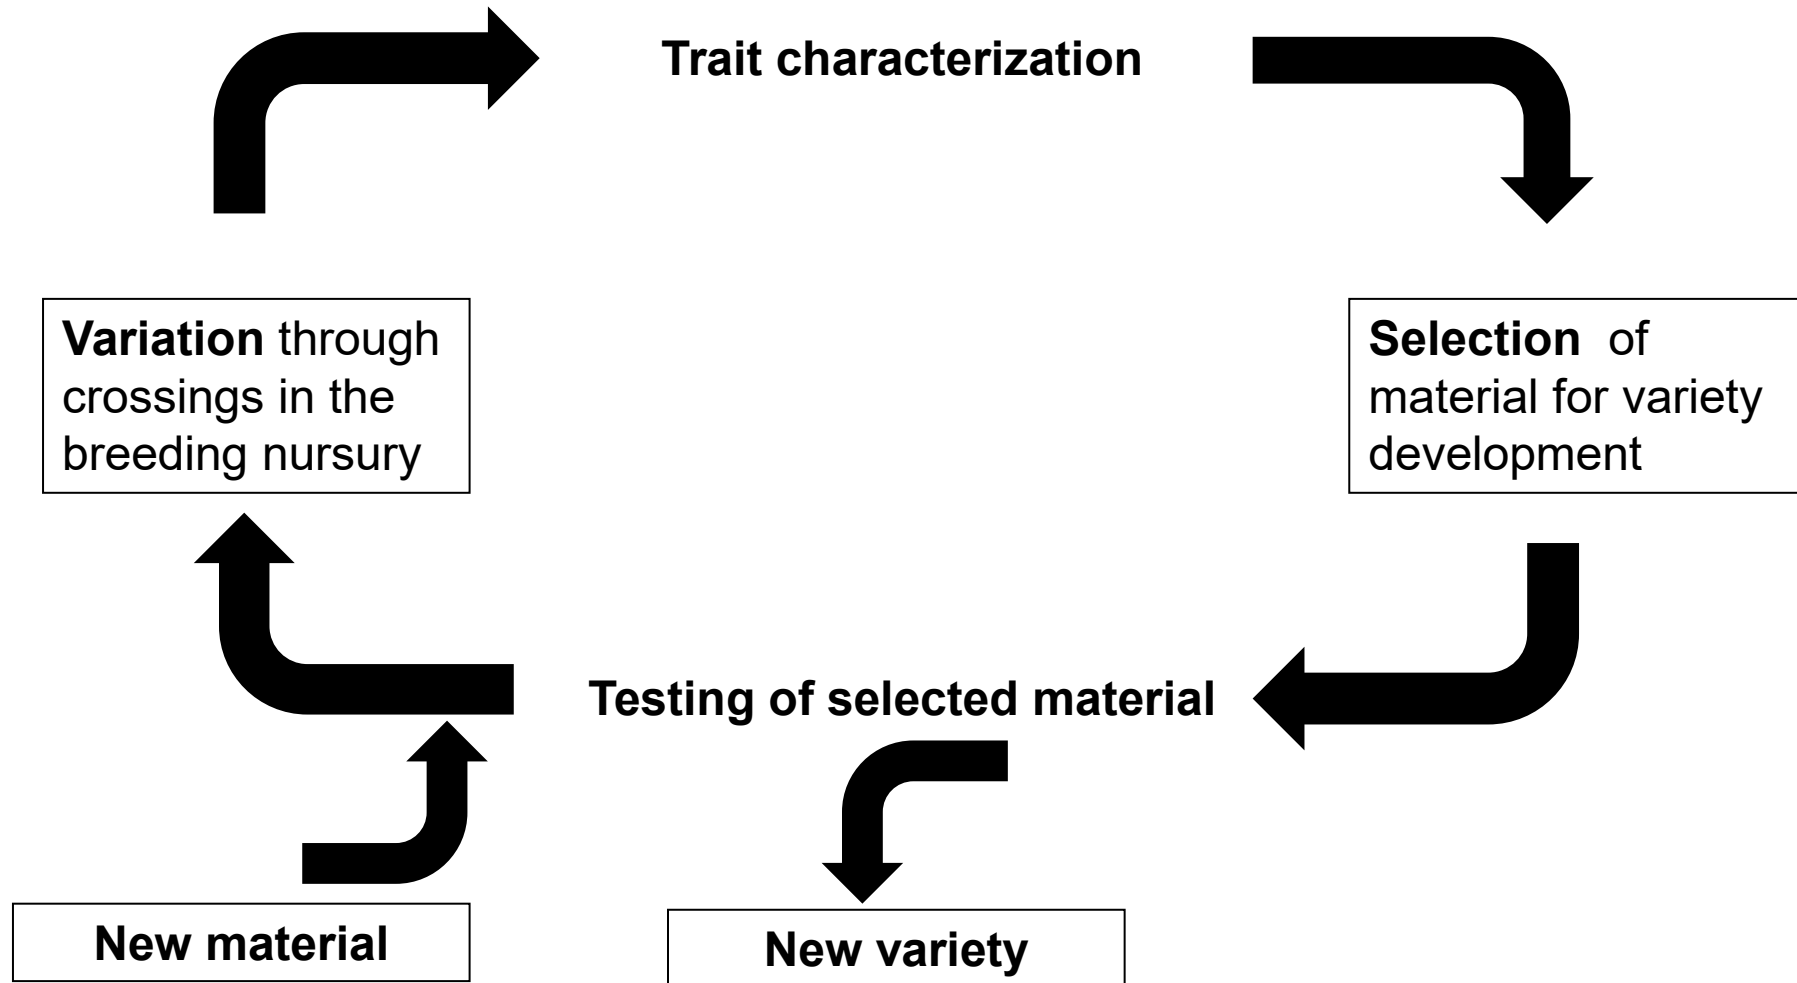 Trait characterization
Variation through
crossings in the
breeding nursury
Selection  of
material for variety
development
Testing of selected material
New material
New variety